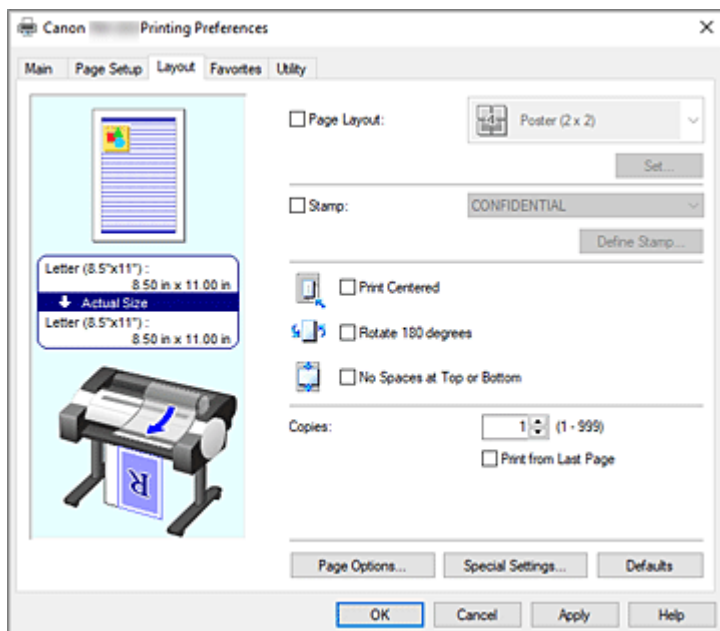 Canon Printing Preferences
Main Page Setup Layout Favorites Utility
Page Layout: 4 Poster (2 x 2)
Set...
Stamp: CONFIDENTIAL
Define Stamp...
Letter (8.5"x11") :
8.50 in x 11.00 in
Actual Size
Letter (8.5"x11") :
8.50 in x 11.00 in
Print Centered
Rotate 180 degrees
No Spaces at Top or Bottom
R
Copies: 1 (1 - 999)
Print from Last Page
Page Options... Special Settings... Defaults
OK Cancel Apply Help